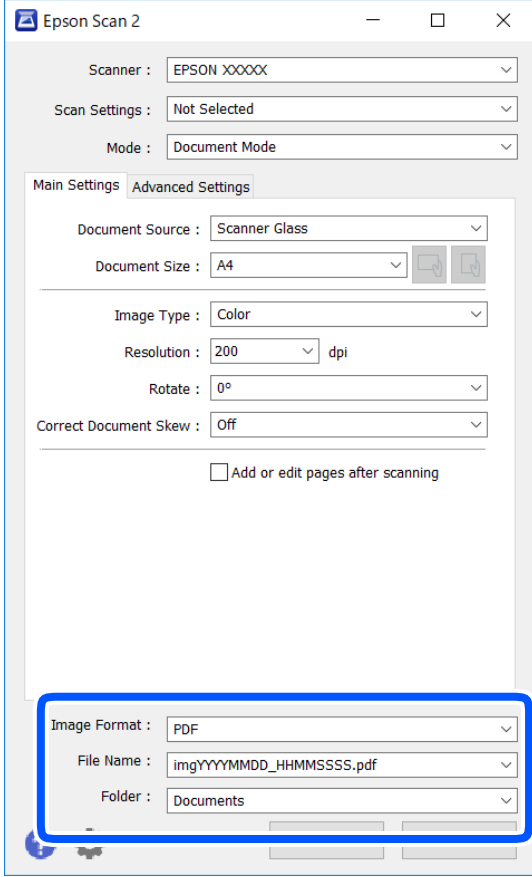 Epson Scan 2
Scanner : EPSON XXXXX
Scan Settings : Not Selected
Mode : Document Mode
Main Settings Advanced Settings
Document Source : Scanner Glass
Document Size : A4
Image Type : Color
Resolution : 200 dpi
Rotate : 0°
Correct Document Skew : Off
Add or edit pages after scanning
Image Format : PDF
File Name : imgYYYYMMDD_HHMMSSSS.pdf
Folder : Documents